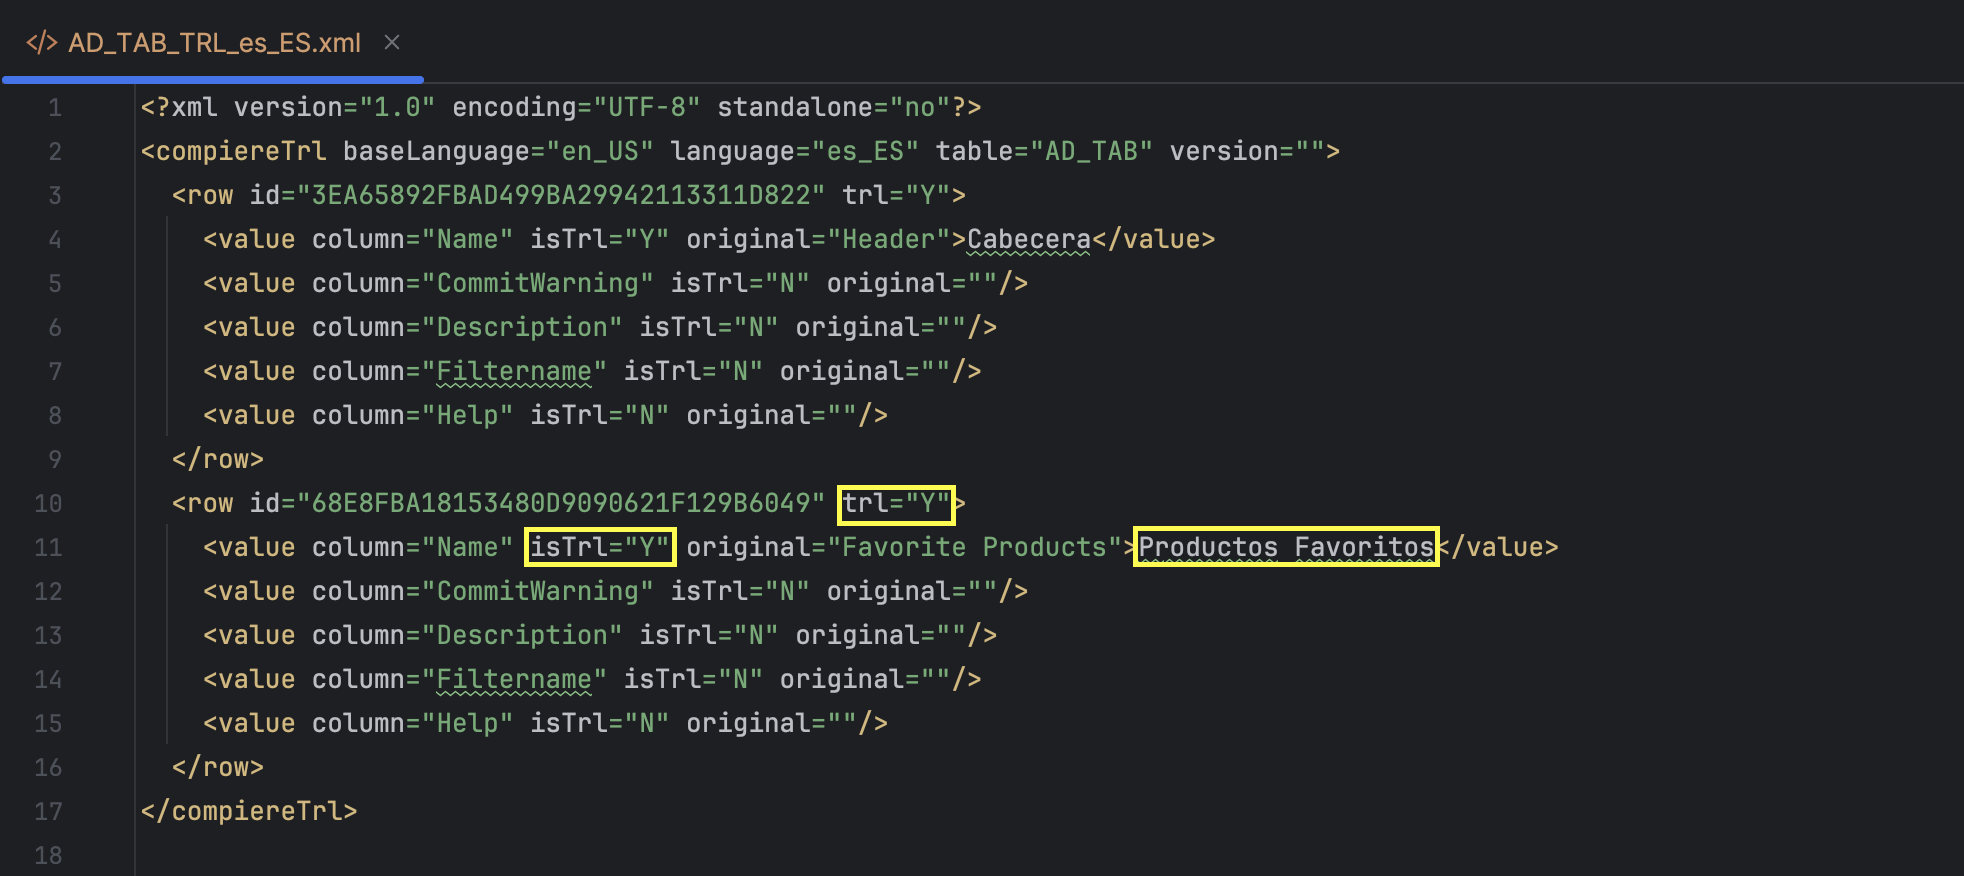 </> AD_TAB_TRL_es_ES.xml ×
1 <?xml version="1.0" encoding="UTF-8" standalone="no"?>
2 <compiereTrl baseLanguage="en_US" language="es_ES" table="AD_TAB" version="">
3 <row id="3EA65892FBAD499BA29942113311D822" trl="Y">
4 <value column="Name" isTrl="Y" original="Header">Cabecera</value>
5 <value column="CommitWarning" isTrl="N" original=""/>
6 <value column="Description" isTrl="N" original=""/>
7 <value column="Filtername" isTrl="N" original=""/>
8 <value column="Help" isTrl="N" original=""/>
9 </row>
10 <row id="68E8FBA18153480D9090621F129B6049" trl="Y">
11 <value column="Name" isTrl="Y" original="Favorite Products">Productos Favoritos</value>
12 <value column="CommitWarning" isTrl="N" original=""/>
13 <value column="Description" isTrl="N" original=""/>
14 <value column="Filtername" isTrl="N" original=""/>
15 <value column="Help" isTrl="N" original=""/>
16 </row>
17 </compiereTrl>
18